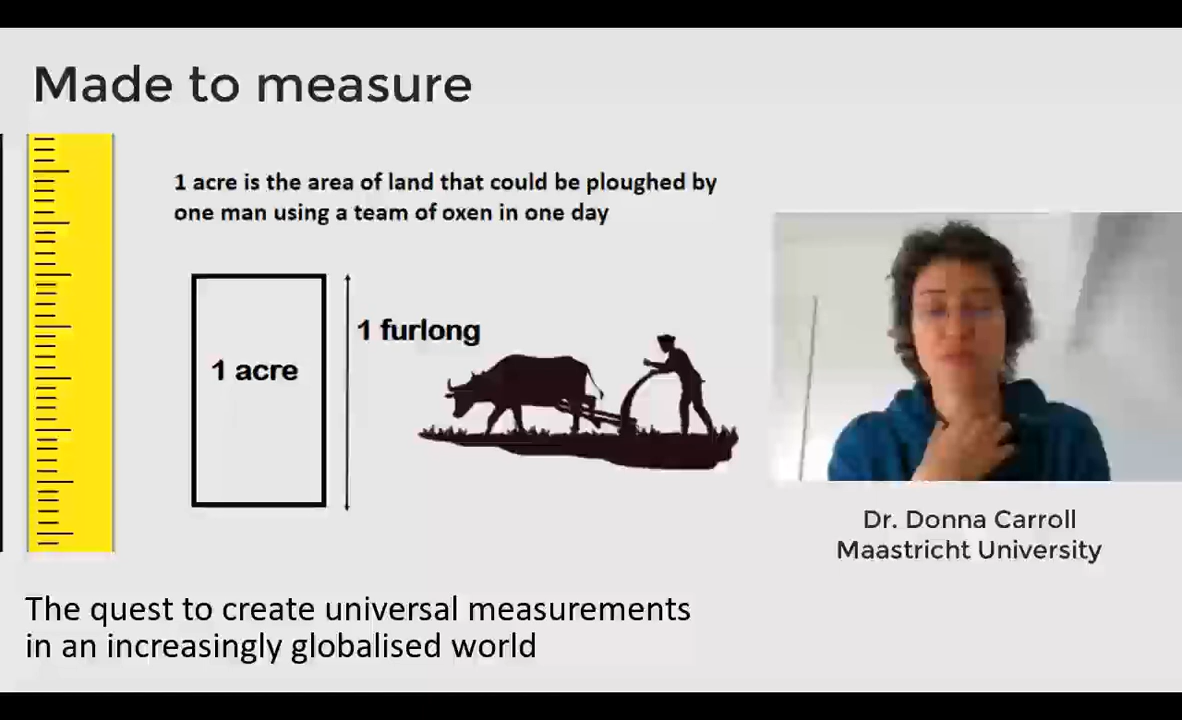 Made to measure
1 acre is the area of land that could be ploughed by
one man using a team of oxen in one day
1 furlong
1 acre
Dr. Donna Carroll
Maastricht University
The quest to create universal measurements
in an increasingly globalised world